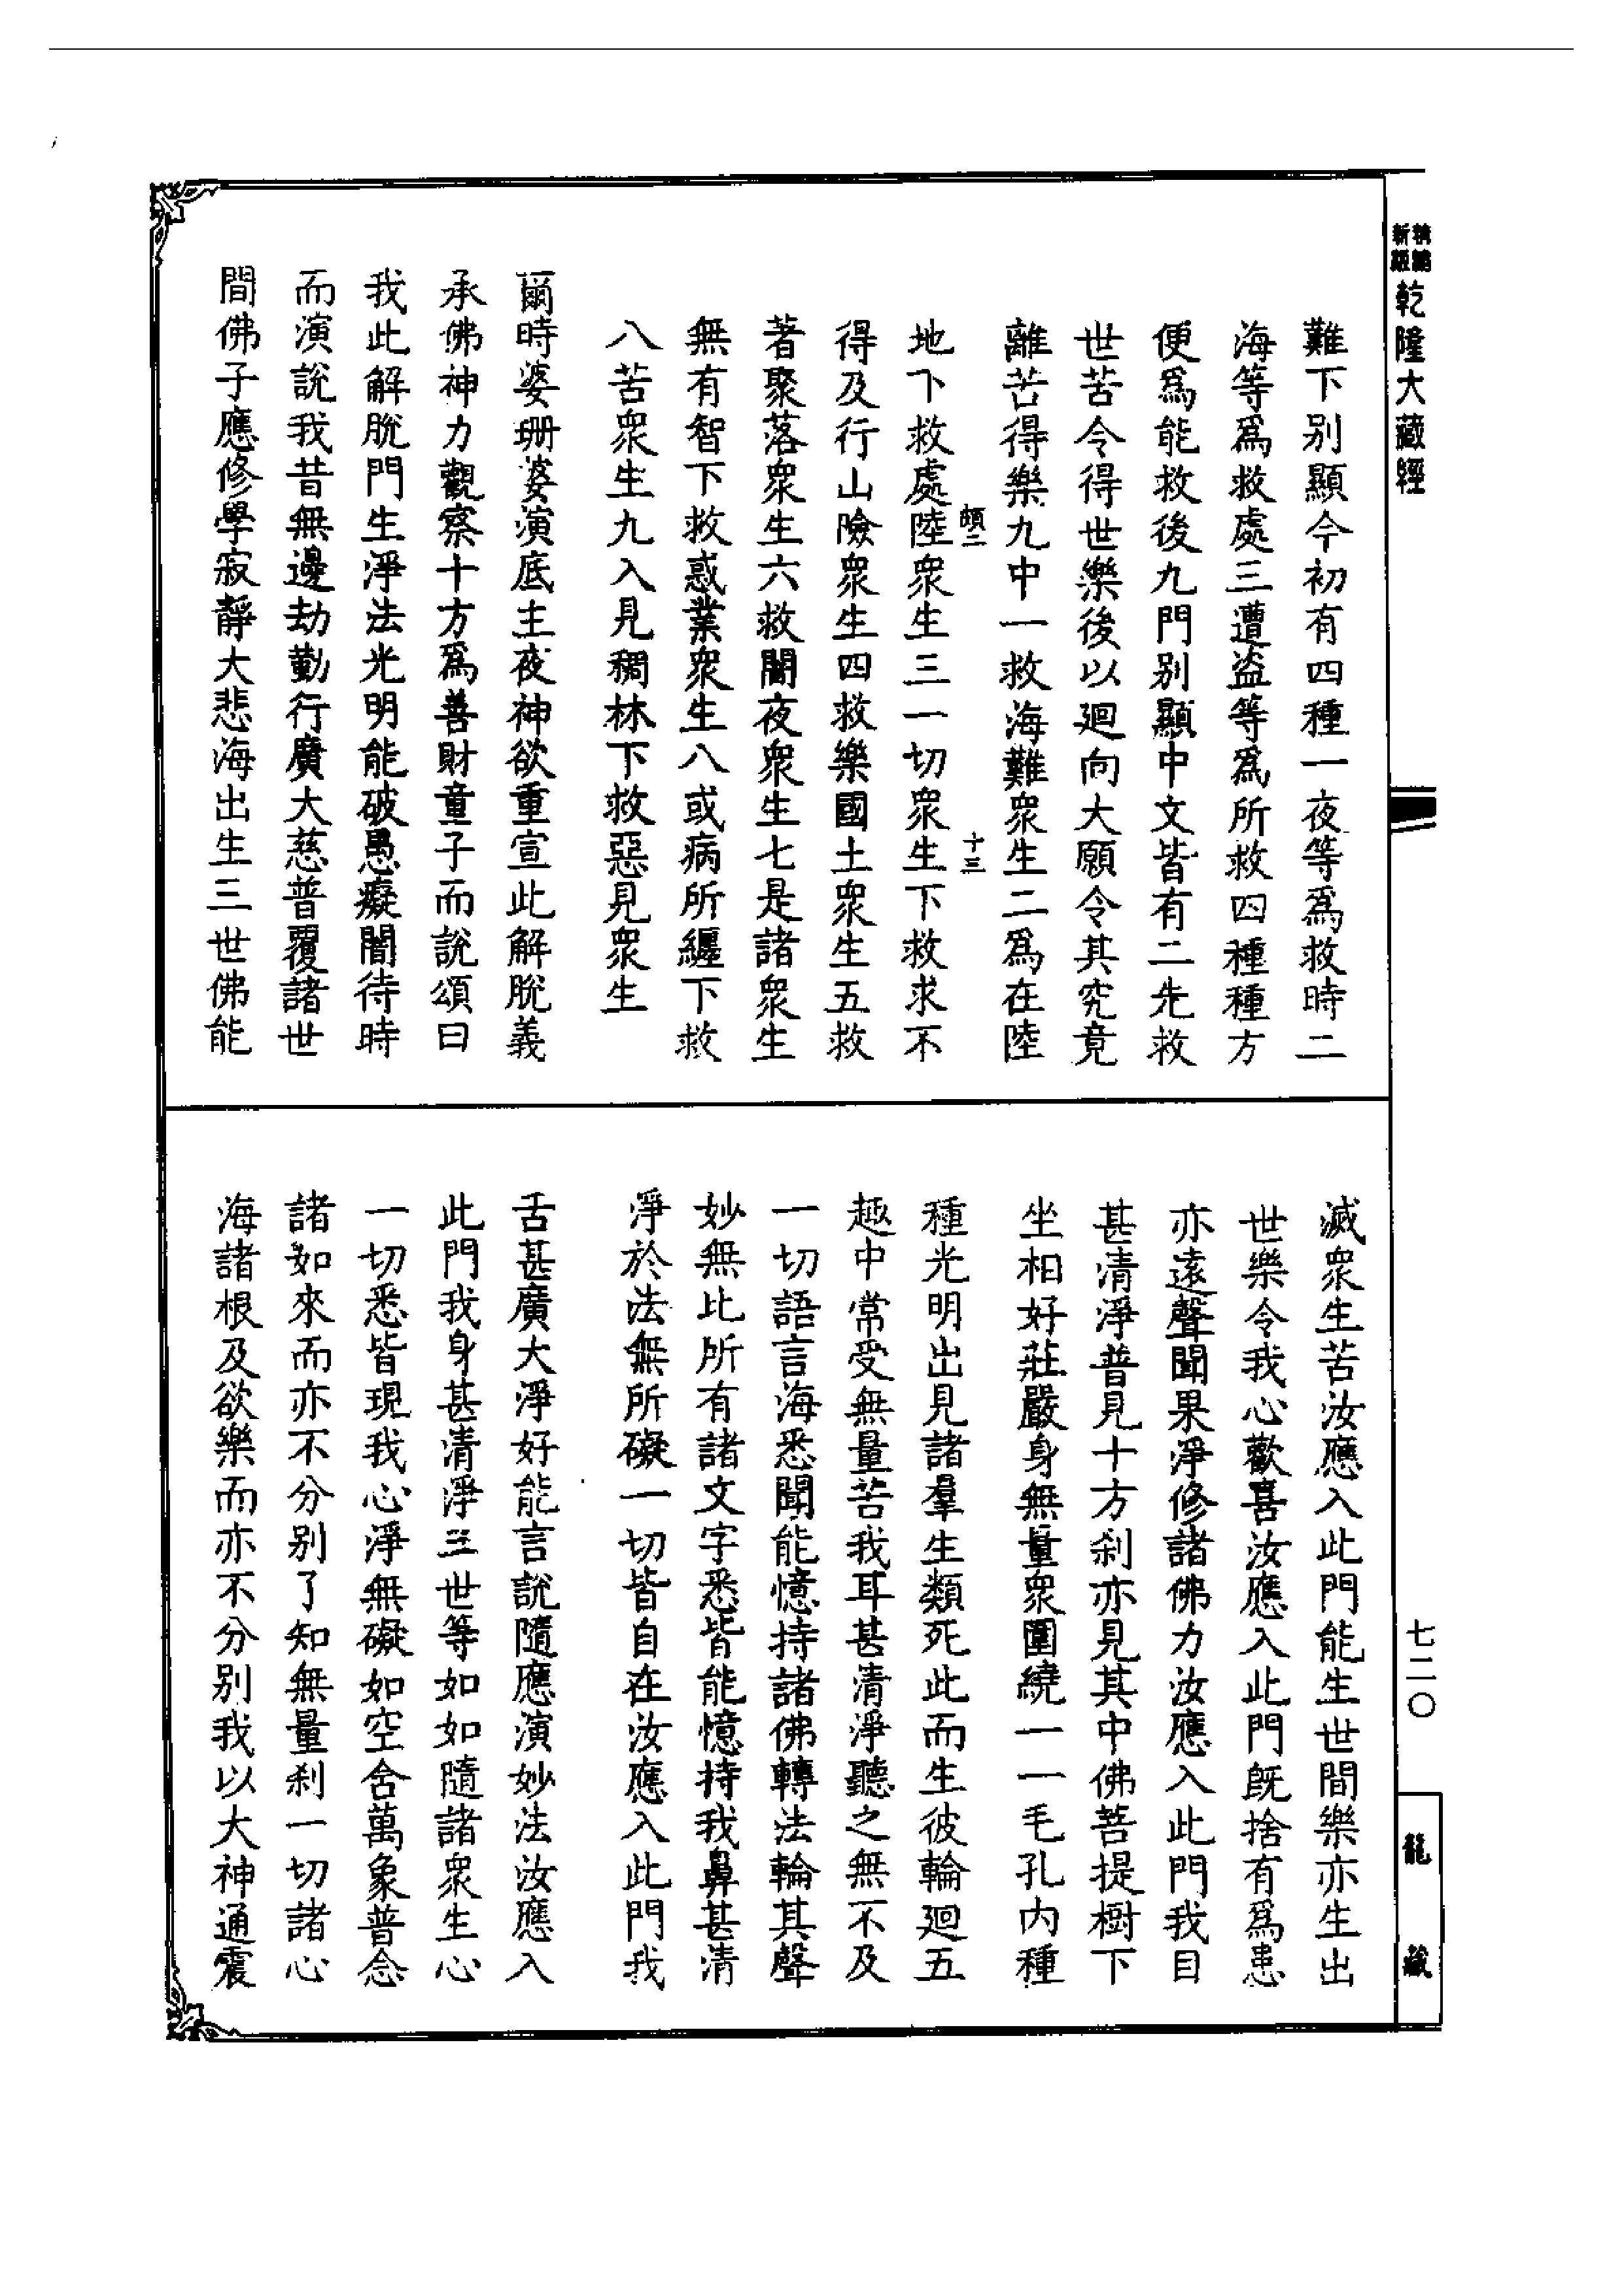 精編
新版
乾隆大藏經
難下别顯今初有四種一夜等爲救時二
海等爲救處三遭盗等爲所救四種種方
便爲能救後九門别顯中文皆有二先救
世苦令得世樂後以廻向大願令其究竟
離苦得樂九中一救海難衆生二爲在陸
頗二
十三
地下救處陸衆生三一切衆生下救求不
得及行山險衆生四救樂國土衆生五救
著聚落衆生六救闇夜衆生七是諸衆生
無有智下救惑業衆生八或病所纏下救
八苦衆生九入見稠林下救惡見衆生
爾時婆珊婆演底主夜神欲重宣此解脫義
承佛神力觀察十方爲善財童子而說頌曰
我此解脫門生淨法光明能破愚癡闇待時
而演說我昔無邊劫勤行廣大慈普覆諸世
間佛子應修學寂靜大悲海出生三世佛能
滅衆生苦汝應入此門能生世間樂亦生出
世樂令我心歡喜汝應入此門旣捨有爲患
亦遠聲聞果淨修諸佛力汝應入此門我目
甚清淨普見十方刹亦見其中佛菩提樹下
坐相好莊嚴身無量衆圍繞一一毛孔内種
種光明出見諸羣生類死此而生彼輪廻五
趣中常受無量苦我耳甚清淨聽之無不及
一切語言海悉聞能憶持諸佛轉法輪其聲
妙無比所有諸文字悉皆能憶持我鼻甚清
淨於法無所礙一切皆自在汝應入此門我
舌甚廣大淨好能言說隨應演妙法汝應入
此門我身甚清淨三世等如如隨諸衆生心
一切悉皆現我心淨無礙如空含萬象普念
諸如來而亦不分别了知無量刹一切諸心
海諸根及欲樂而亦不分别我以大神通震
七二〇
龍藏